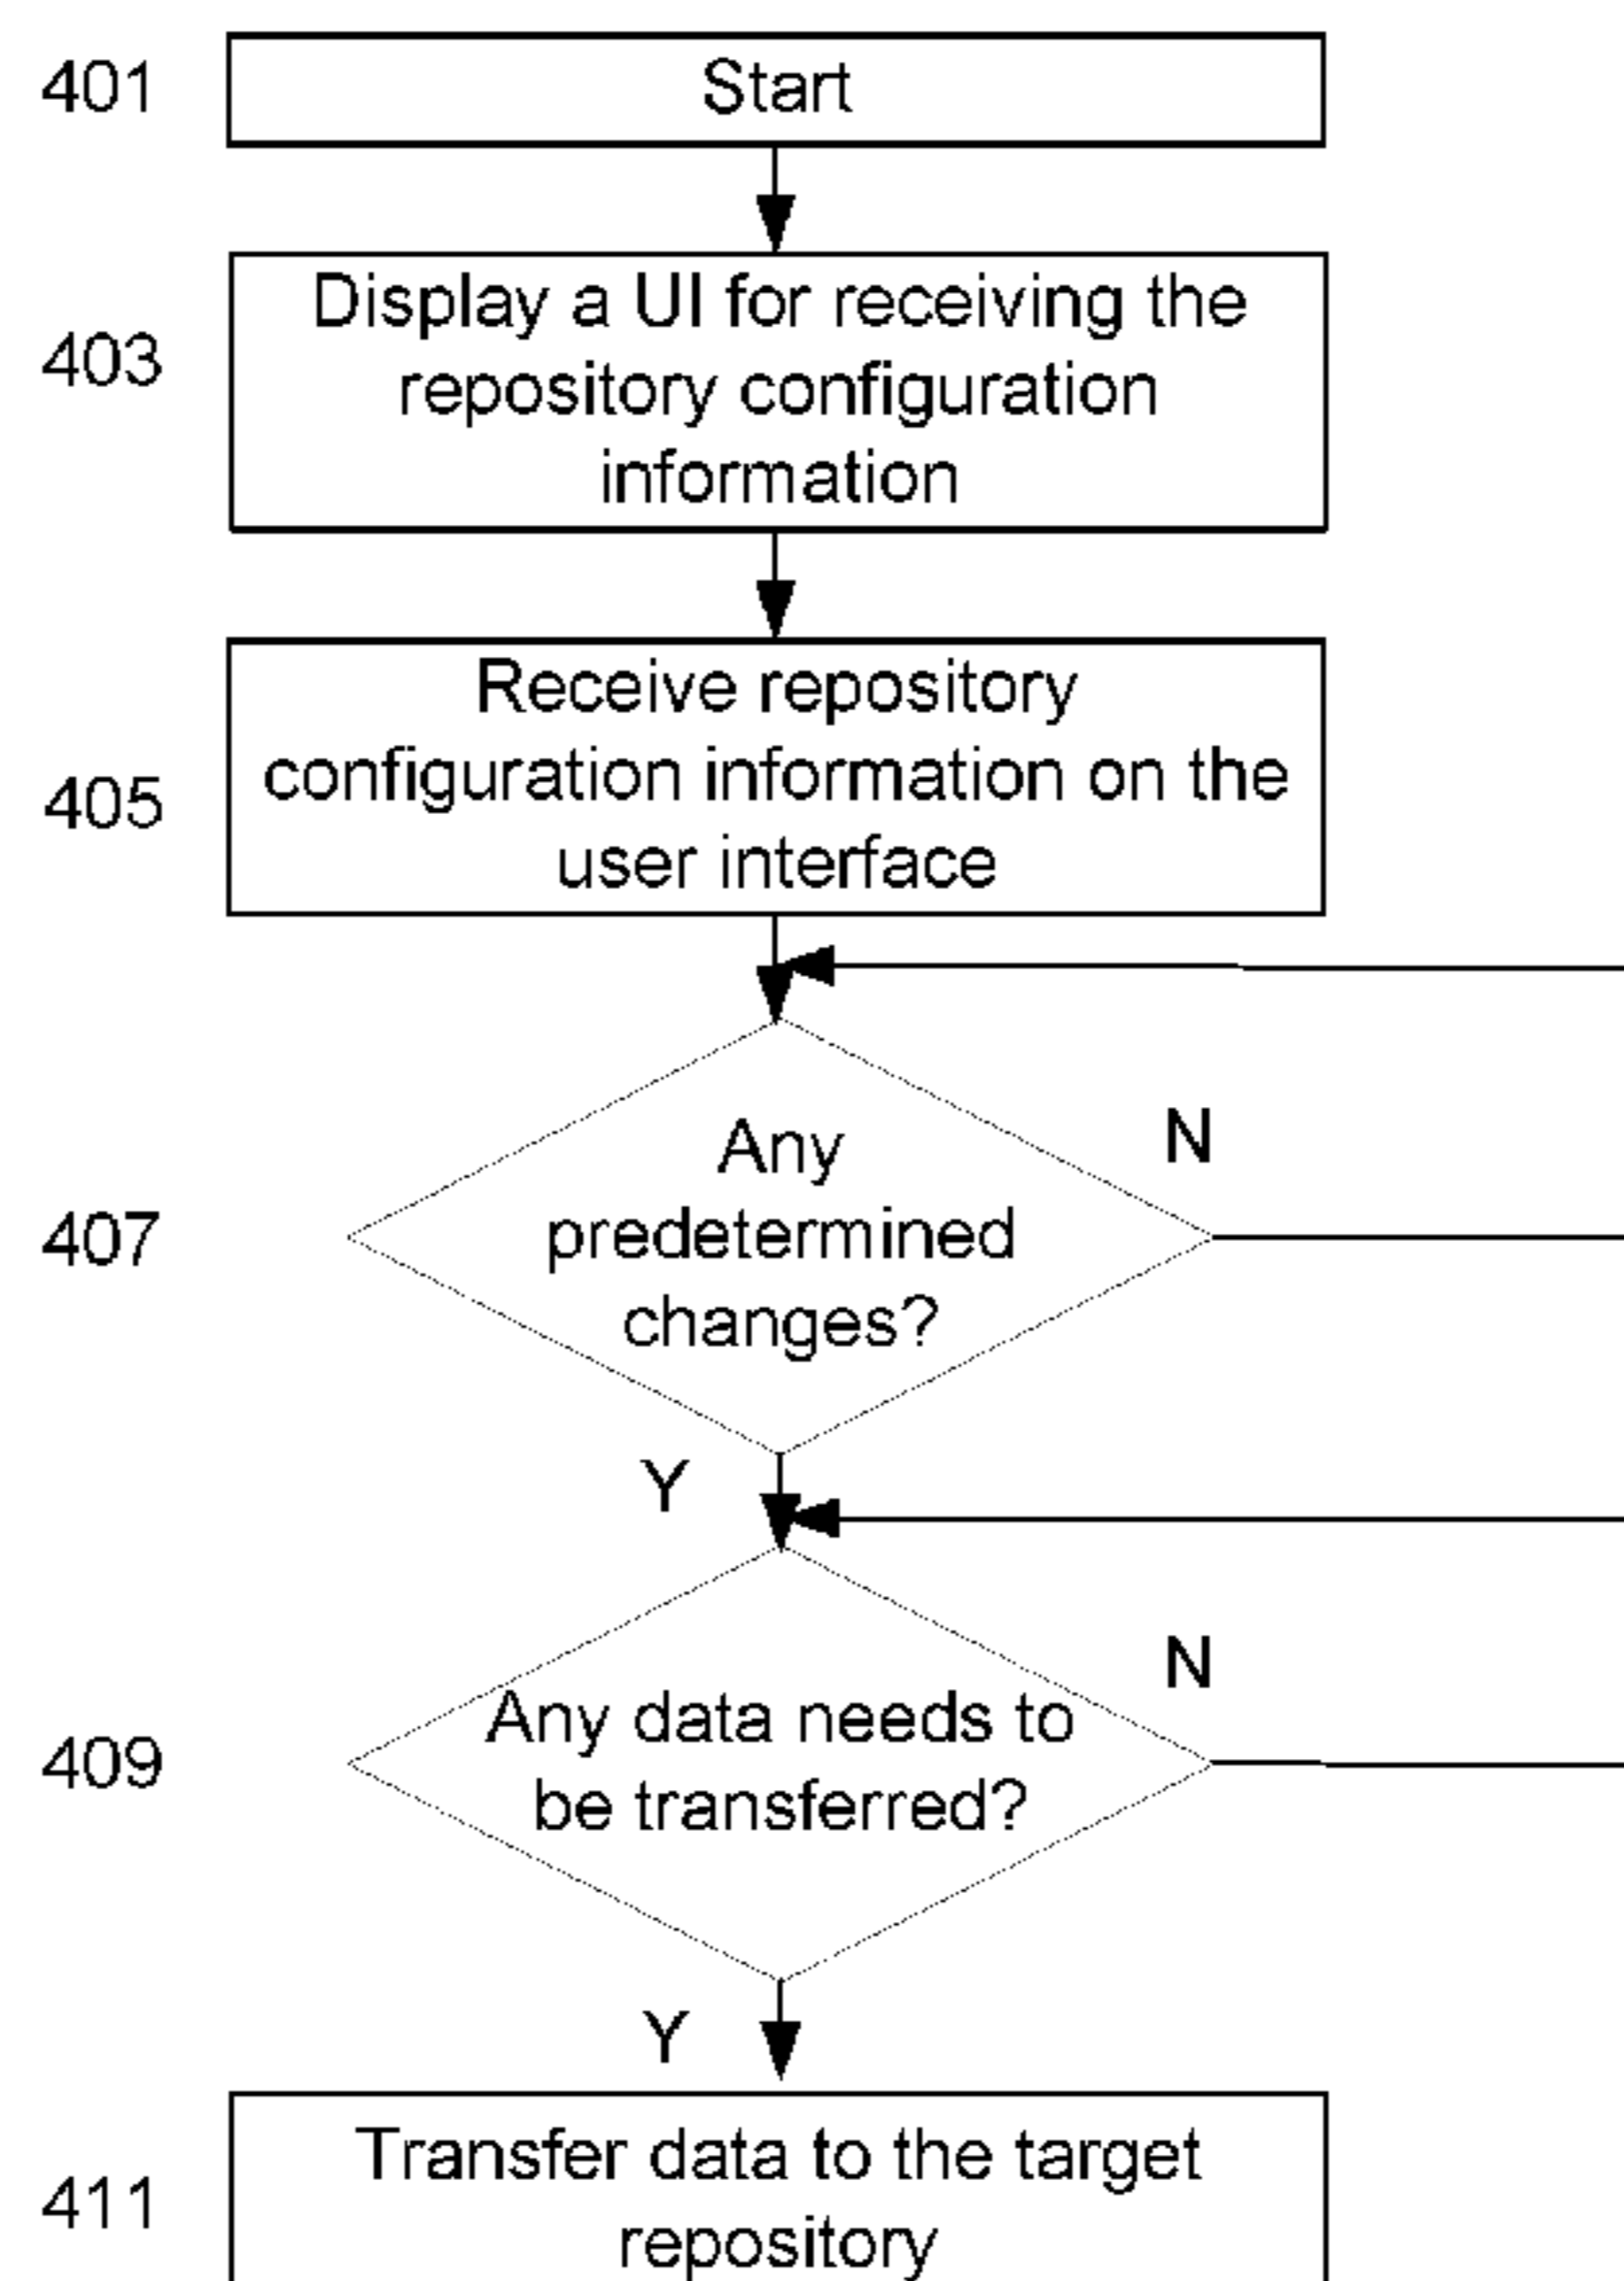 401
Start
403
Display a UI for receiving the
repository configuration
information
405
Receive repository
configuration information on the
user interface
407
Any
predetermined
changes?
N
Y
409
Any data needs to
be transferred?
N
Y
411
Transfer data to the target
repository